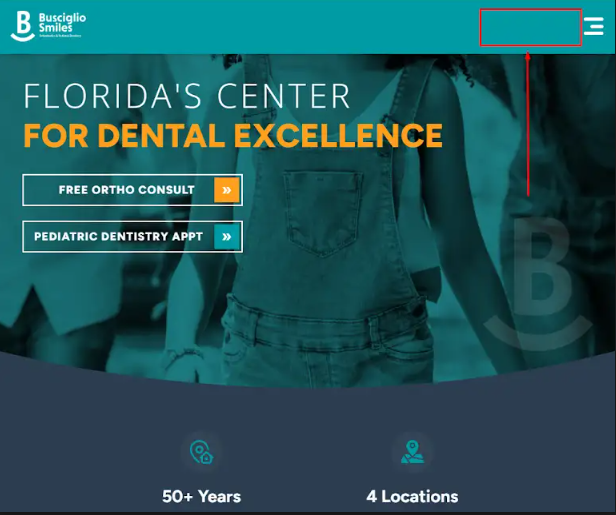 Busciglio
Smiles
FLORIDA'S CENTER
FOR DENTAL EXCELLENCE
FREE ORTHO CONSULT »
PEDIATRIC DENTISTRY APPT »
50+ Years
4 Locations